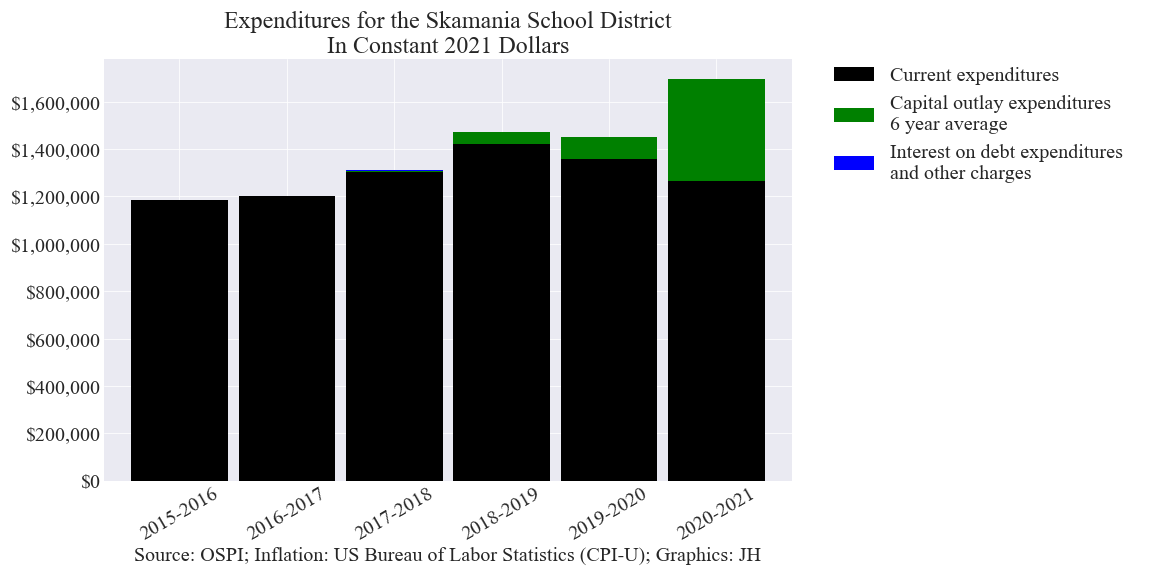 Expenditures for the Skamania School District
In Constant 2021 Dollars
Current expenditures
Capital outlay expenditures
6 year average
Interest on debt expenditures
and other charges
$1,600,000
$1,400,000
$1,200,000
$1,000,000
$800,000
$600,000
$400,000
$200,000
$0
2015-2016
2016-2017
2017-2018
2018-2019
2019-2020
2020-2021
Source: OSPI; Inflation: US Bureau of Labor Statistics (CPI-U); Graphics: JH